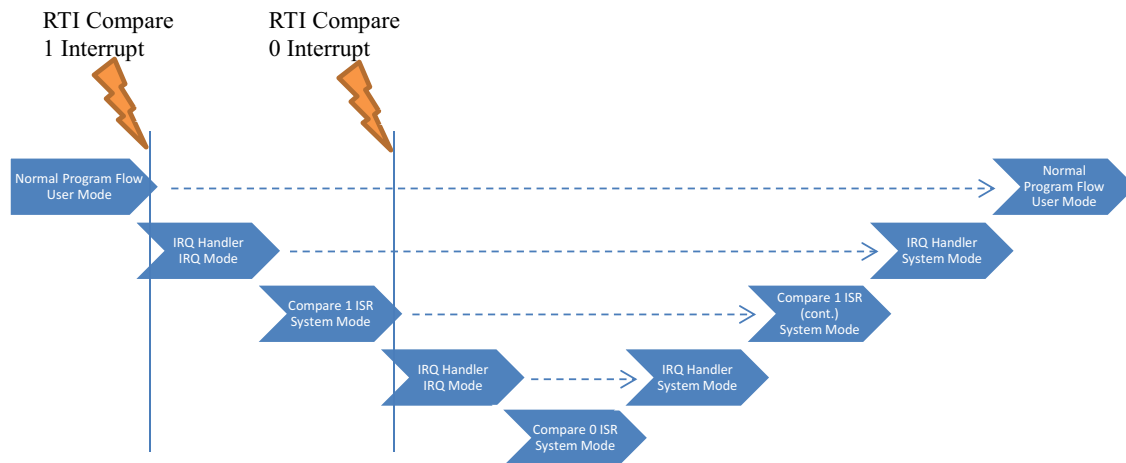 RTI Compare
1 Interrupt
RTI Compare
0 Interrupt
Normal Program Flow
User Mode
Normal
Program Flow
User Mode
IRQ Handler
IRQ Mode
IRQ Handler
System Mode
Compare 1 ISR
System Mode
Compare 1 ISR
(cont.)
System Mode
IRQ Handler
IRQ Mode
IRQ Handler
System Mode
Compare 0 ISR
System Mode